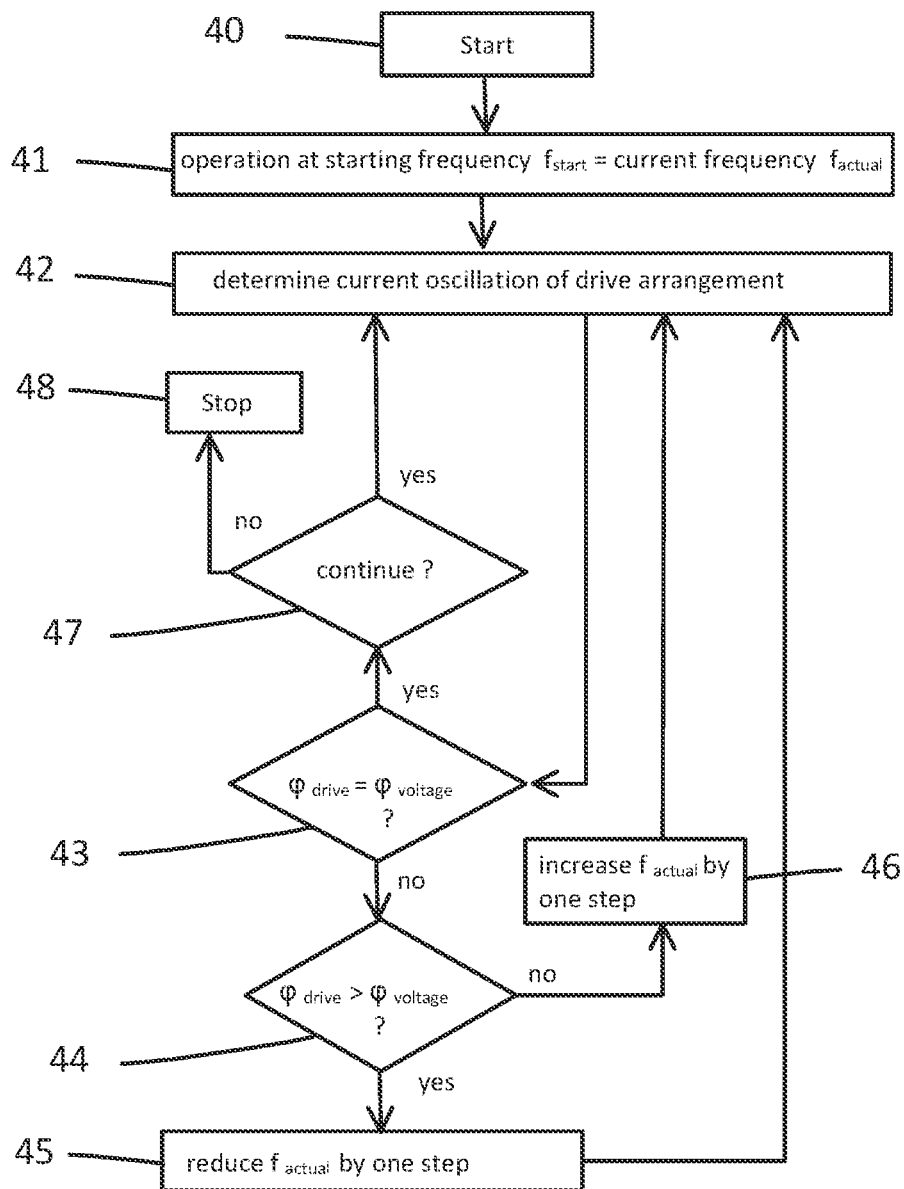 40
Start
41
operation at starting frequency fstart = current frequency factual
42
determine current oscillation of drive arrangement
48
Stop
yes
no
continue ?
47
yes
φ drive = φ voltage
?
43
no
increase f actual by
one step
46
φ drive > φ voltage
?
no
44
yes
45
reduce f actual by one step